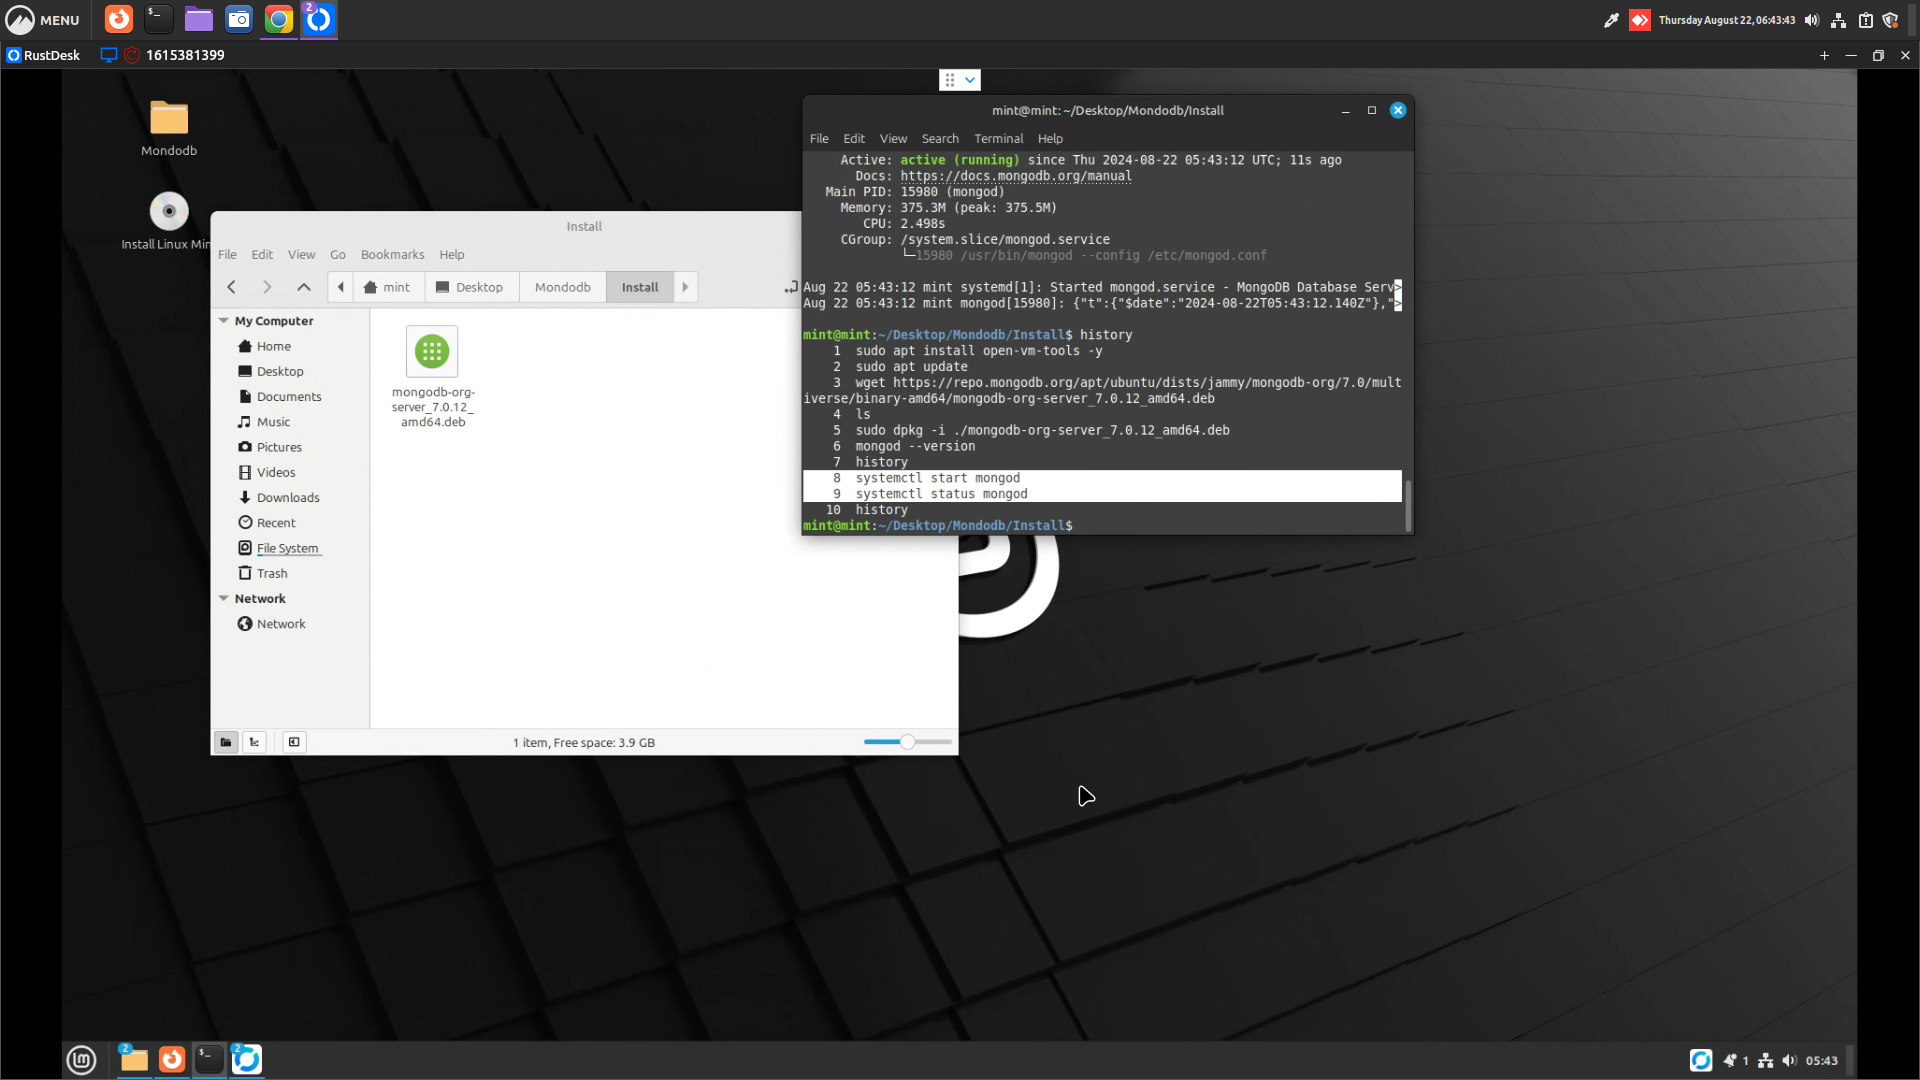 MENU
2
Thursday August 22, 06:43:43
RustDesk
1615381399
Mondodb
Install Linux Min
Install
File Edit View Go Bookmarks Help
mint Desktop Mondodb Install
My Computer
Home
Desktop
Documents
Music
Pictures
Videos
Downloads
Recent
File System
Trash
Network
Network
mongodb-org-
server_7.0.12_
amd64.deb
1 item, Free space: 3.9 GB
mint@mint: ~/Desktop/Mondodb/Install
File Edit View Search Terminal Help
Active: active (running) since Thu 2024-08-22 05:43:12 UTC; 11s ago
Docs: https://docs.mongodb.org/manual
Main PID: 15980 (mongod)
Memory: 375.3M (peak: 375.5M)
CPU: 2.498s
CGroup: /system.slice/mongod.service
└─15980 /usr/bin/mongod --config /etc/mongod.conf
Aug 22 05:43:12 mint systemd[1]: Started mongod.service - MongoDB Database Serv>
Aug 22 05:43:12 mint mongod[15980]: {"t":{"$date":"2024-08-22T05:43:12.140Z"},">
mint@mint:~/Desktop/Mondodb/Install$ history
1 sudo apt install open-vm-tools -y
2 sudo apt update
3 wget https://repo.mongodb.org/apt/ubuntu/dists/jammy/mongodb-org/7.0/mult
iverse/binary-amd64/mongodb-org-server_7.0.12_amd64.deb
4 ls
5 sudo dpkg -i ./mongodb-org-server_7.0.12_amd64.deb
6 mongod --version
7 history
8 systemctl start mongod
9 systemctl status mongod
10 history
mint@mint:~/Desktop/Mondodb/Install$
2
2
1
05:43